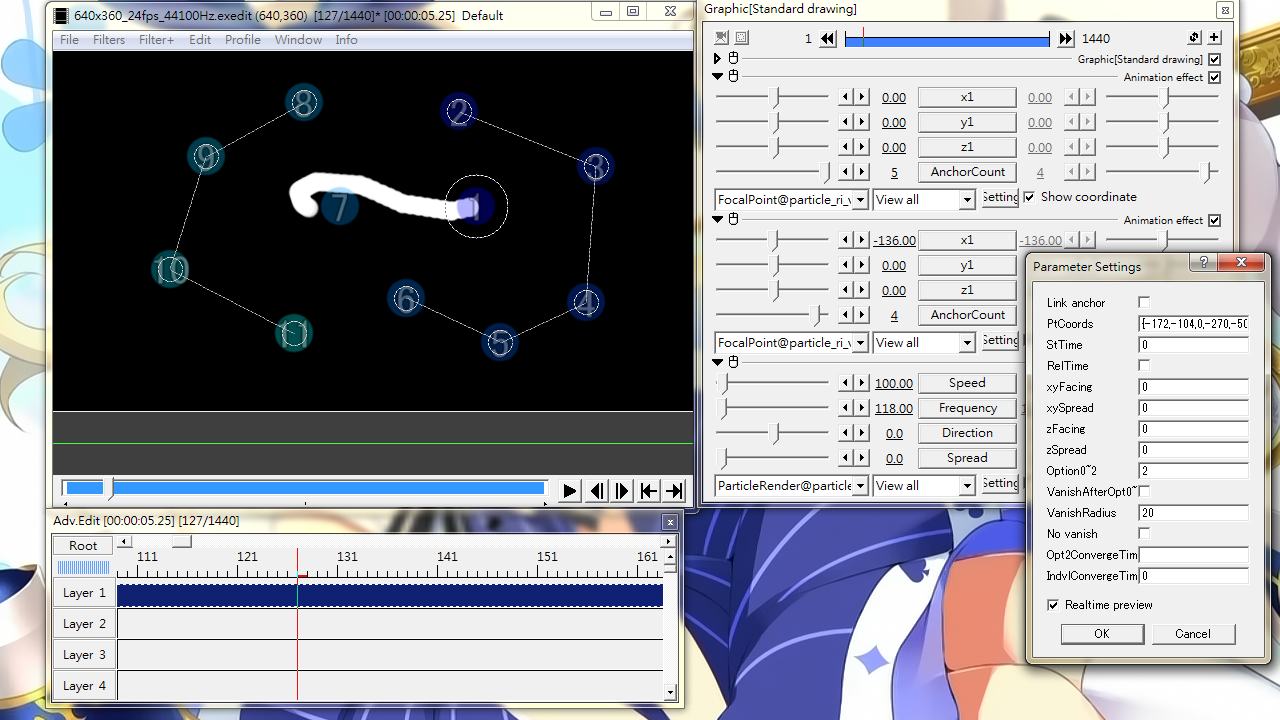 640x360_24fps_44100Hz.exedit (640,360) [127/1440]* [00:00:05.25] Default
File Filters Filter+ Edit Profile Window Info
8
2
9
3
7
1
10
6
4
5
11
Adv.Edit [00:00:05.25] [127/1440]
Root
111 121 131 141 151 161
Layer 1
Layer 2
Layer 3
Layer 4
Graphic[Standard drawing]
1 1440
Graphic[Standard drawing]
Animation effect
0.00 x1 0.00
0.00 y1 0.00
0.00 z1 0.00
5 AnchorCount 4
FocalPoint@particle_ri_ View all Setting Show coordinate
Animation effect
-136.00 x1 -136.00
0.00 y1
0.00 z1
4 AnchorCount
FocalPoint@particle_ri_ View all Setting
100.00 Speed
118.00 Frequency
0.0 Direction
0.0 Spread
ParticleRender@particle View all Setting
Parameter Settings
Link anchor
PtCoords {-172,-104,0,-270,-50
StTime 0
RelTime
xyFacing 0
xySpread 0
zFacing 0
zSpread 0
Option0~2 2
VanishAfterOpt0~
VanishRadius 20
No vanish
Opt2ConvergeTim
IndvlConvergeTim 0
Realtime preview
OK Cancel